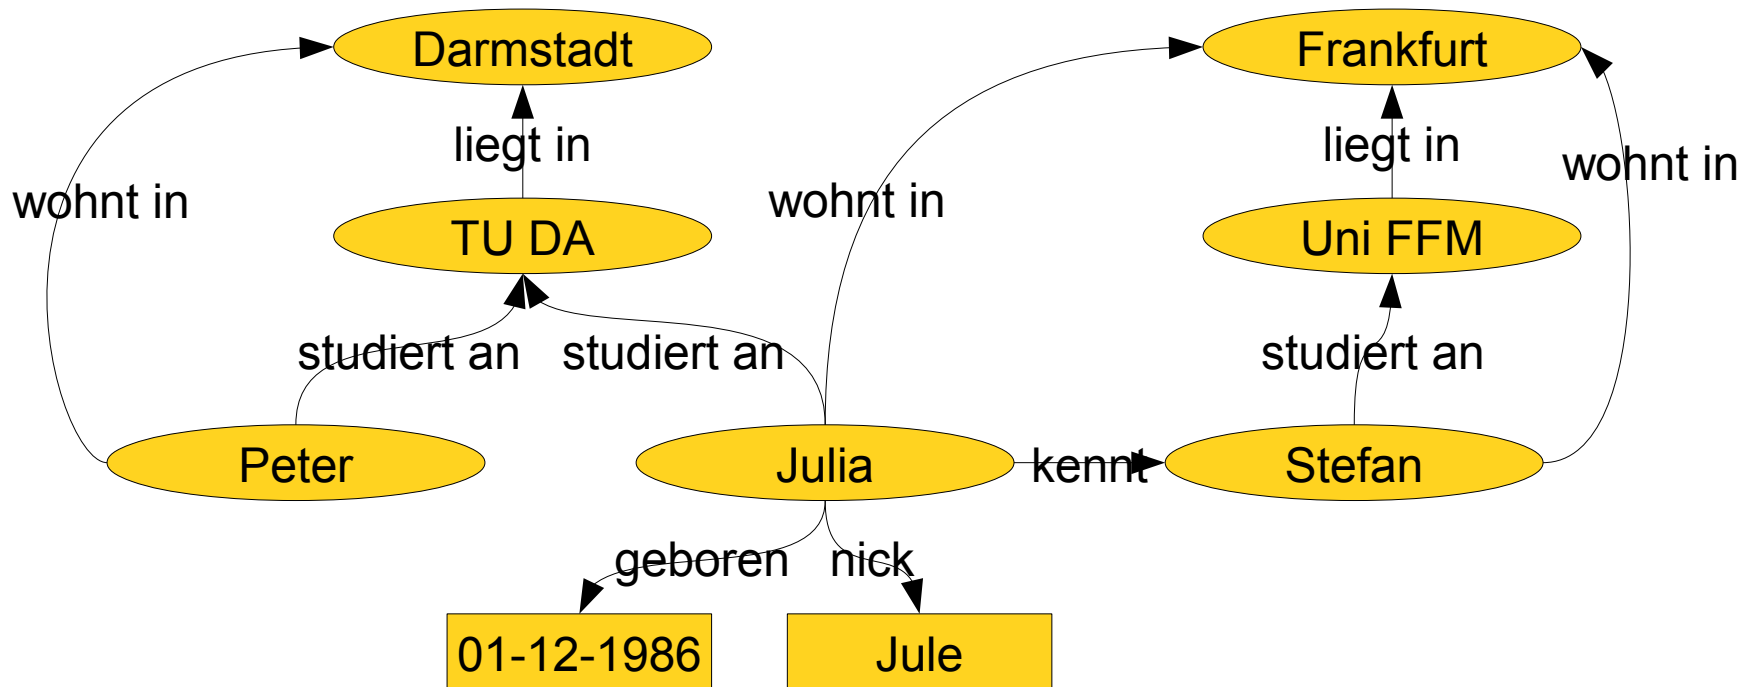 Darmstadt
Frankfurt
liegt in
liegt in
wohnt in
wohnt in
wohnt in
TU DA
Uni FFM
studiert an
studiert an
studiert an
Peter
Julia
kennt
Stefan
geboren
nick
01-12-1986
Jule